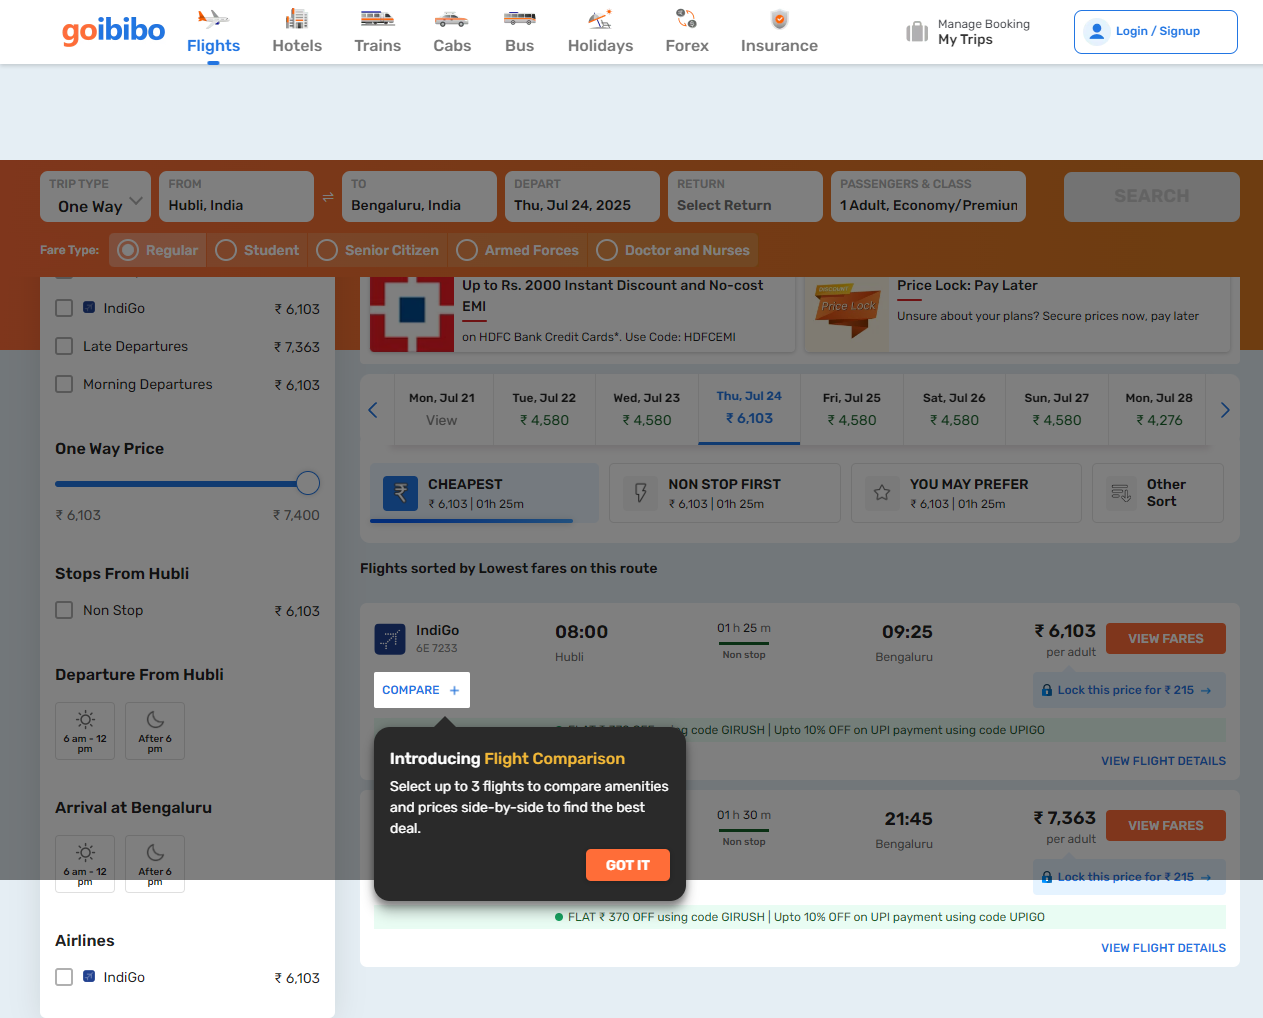 goibibo
Flights
Hotels
Trains
Cabs
Bus
Holidays
Forex
Insurance
Manage Booking
My Trips
Login / Signup
TRIP TYPE
One Way
FROM
Hubli, India
TO
Bengaluru, India
DEPART
Thu, Jul 24, 2025
RETURN
Select Return
PASSENGERS & CLASS
1 Adult, Economy/Premiun
SEARCH
Fare Type:
Regular
Student
Senior Citizen
Armed Forces
Doctor and Nurses
IndiGo
₹ 6,103
Late Departures
₹ 7,363
Morning Departures
₹ 6,103
One Way Price
₹ 6,103
₹ 7,400
Stops From Hubli
Non Stop
₹ 6,103
Departure From Hubli
6 am - 12
pm
After 6
pm
Arrival at Bengaluru
6 am - 12
pm
After 6
pm
Airlines
IndiGo
₹ 6,103
Up to Rs. 2000 Instant Discount and No-cost
EMI
on HDFC Bank Credit Cards*. Use Code: HDFCEMI
Price Lock
Price Lock: Pay Later
Unsure about your plans? Secure prices now, pay later
Mon, Jul 21
View
Tue, Jul 22
₹ 4,580
Wed, Jul 23
₹ 4,580
Thu, Jul 24
₹ 6,103
Fri, Jul 25
₹ 4,580
Sat, Jul 26
₹ 4,580
Sun, Jul 27
₹ 4,580
Mon, Jul 28
₹ 4,276
CHEAPEST
₹ 6,103 | 01h 25m
NON STOP FIRST
₹ 6,103 | 01h 25m
YOU MAY PREFER
₹ 6,103 | 01h 25m
Other
Sort
Flights sorted by Lowest fares on this route
IndiGo
6E 7233
08:00
Hubli
01 h 25 m
Non stop
09:25
Bengaluru
₹ 6,103
per adult
VIEW FARES
COMPARE +
Lock this price for ₹ 215 →
using code GIRUSH | Upto 10% OFF on UPI payment using code UPIGO
VIEW FLIGHT DETAILS
Introducing Flight Comparison
Select up to 3 flights to compare amenities
and prices side-by-side to find the best
deal.
GOT IT
01 h 30 m
Non stop
21:45
Bengaluru
₹ 7,363
per adult
VIEW FARES
Lock this price for ₹ 215 →
FLAT ₹ 370 OFF using code GIRUSH | Upto 10% OFF on UPI payment using code UPIGO
VIEW FLIGHT DETAILS